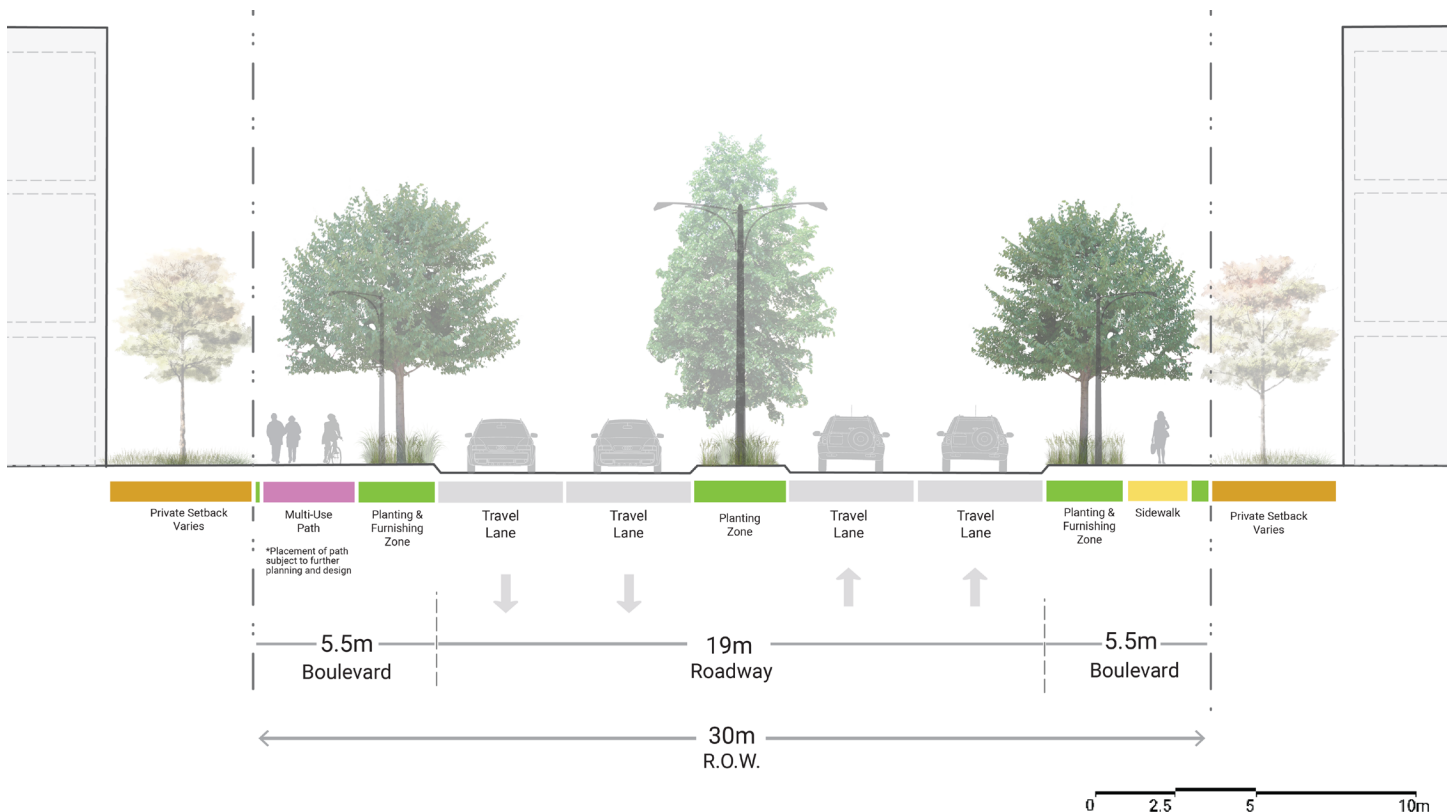 Private Setback
Varies
Multi-Use
Path
*Placement of path
subject to further
planning and design
Planting &
Furnishing
Zone
Travel
Lane
Travel
Lane
Planting
Zone
Travel
Lane
Travel
Lane
Planting &
Furnishing
Zone
Sidewalk
Private Setback
Varies
5.5m
Boulevard
19m
Roadway
5.5m
Boulevard
30m
R.O.W.
0 2.5 5 10m